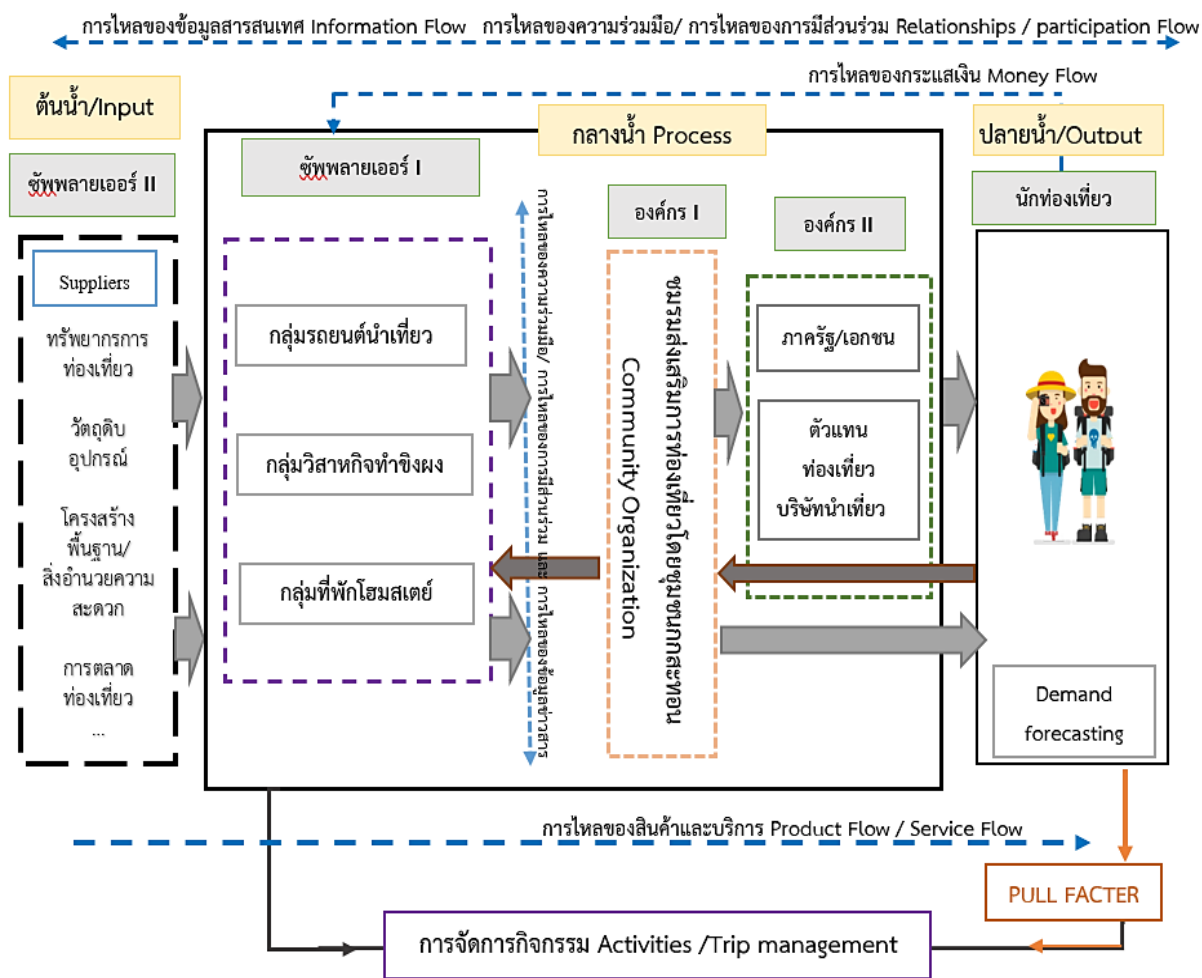 การไหลของข้อมูลสารสนเทศ Information Flow การไหลของความร่วมมือ/ การไหลของการมีส่วนร่วม Relationships / participation Flow
การไหลของกระแสเงิน Money Flow
ต้นน้ำ/Input
กลางน้ำ Process
ปลายน้ำ/Output
ซัพพลายเออร์ II
ซัพพลายเออร์ I
องค์กร I
องค์กร II
นักท่องเที่ยว
Suppliers
ทรัพยากรการ
ท่องเที่ยว
วัตถุดิบ
อุปกรณ์
โครงสร้าง
พื้นฐาน/
สิ่งอำนวยความ
สะดวก
การตลาด
ท่องเที่ยว
...
กลุ่มรถยนต์นำเที่ยว
กลุ่มวิสาหกิจทำขิงผง
กลุ่มที่พักโฮมสเตย์
การไหลของความร่วมมือ/ การไหลของการมีส่วนร่วม และ การไหลของข้อมูลข่าวสาร
ชมรมส่งเสริมการท่องเที่ยวโดยชุมชนกกสะทอน
Community Organization
ภาครัฐ/เอกชน
ตัวแทน
ท่องเที่ยว
บริษัทนำเที่ยว
Demand
forecasting
การไหลของสินค้าและบริการ Product Flow / Service Flow
PULL FACTER
การจัดการกิจกรรม Activities /Trip management